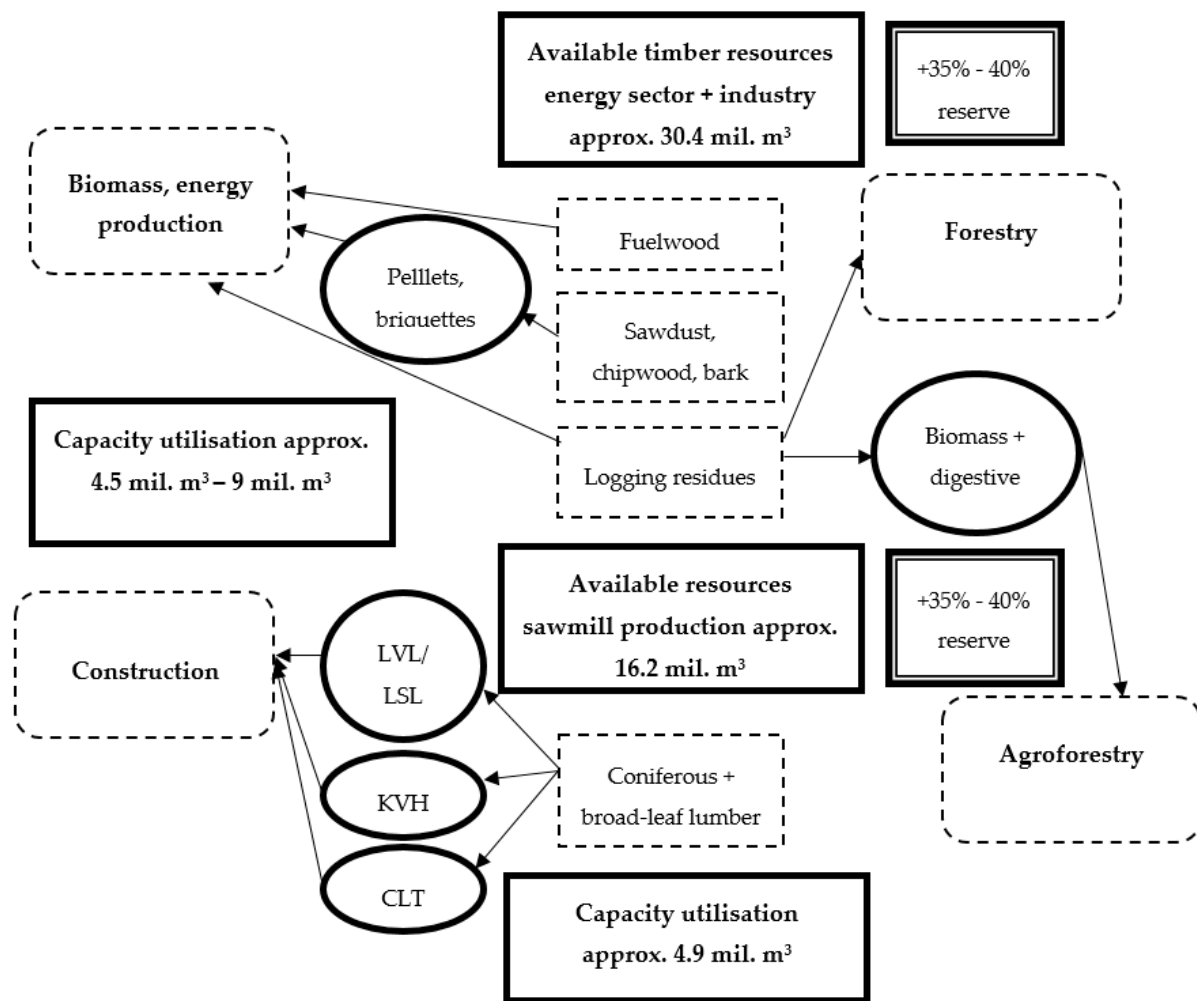 Available timber resources
energy sector + industry
approx. 30.4 mil. m³
+35% - 40%
reserve
Biomass, energy
production
Fuelwood
Forestry
Pelllets,
briquettes
Sawdust,
chipwood, bark
Capacity utilisation approx.
4.5 mil. m³ – 9 mil. m³
Logging residues
Biomass +
digestive
Available resources
sawmill production approx.
16.2 mil. m³
+35% - 40%
reserve
Construction
LVL/
LSL
Agroforestry
KVH
Coniferous +
broad-leaf lumber
CLT
Capacity utilisation
approx. 4.9 mil. m³